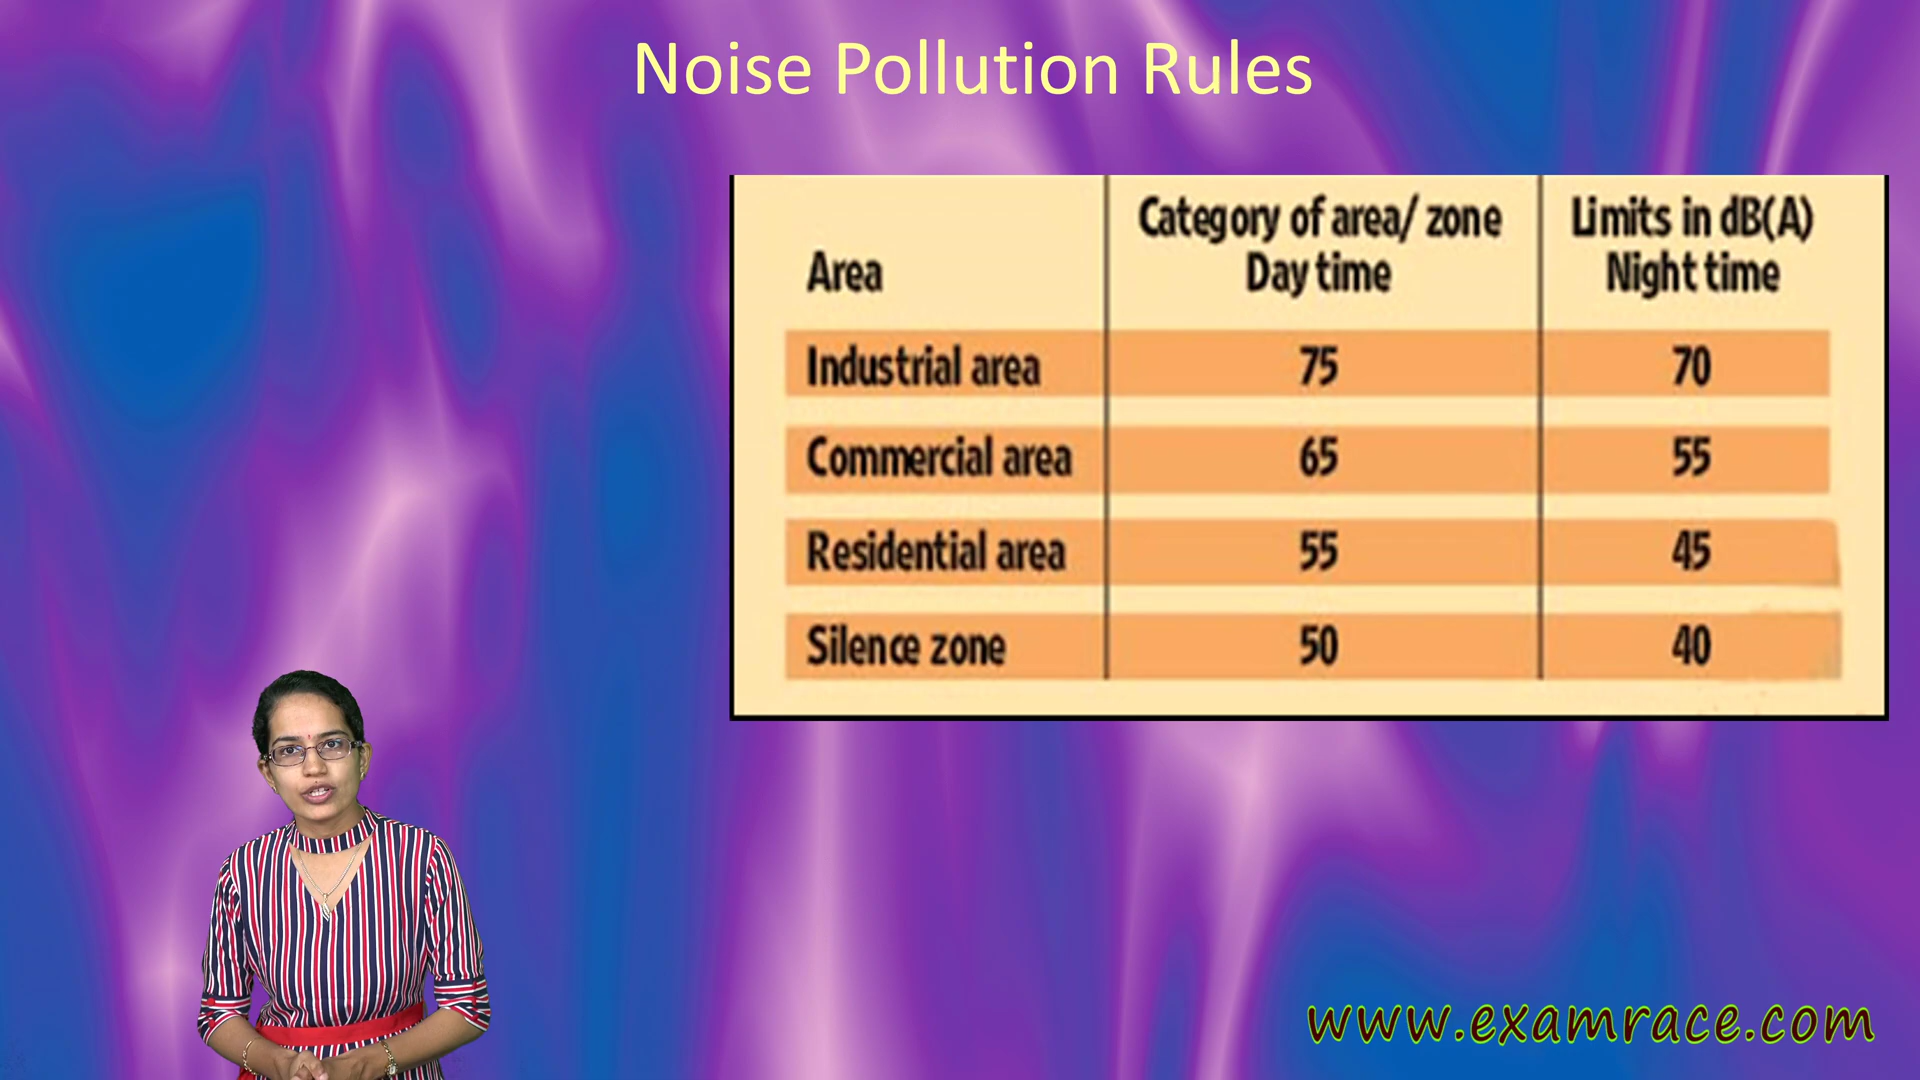 Noise Pollution Rules
Category of area/ zone Limits in dB(A)
Area Day time Night time
Industrial area 75 70
Commercial area 65 55
Residential area 55 45
Silence zone 50 40
www.examrace.com